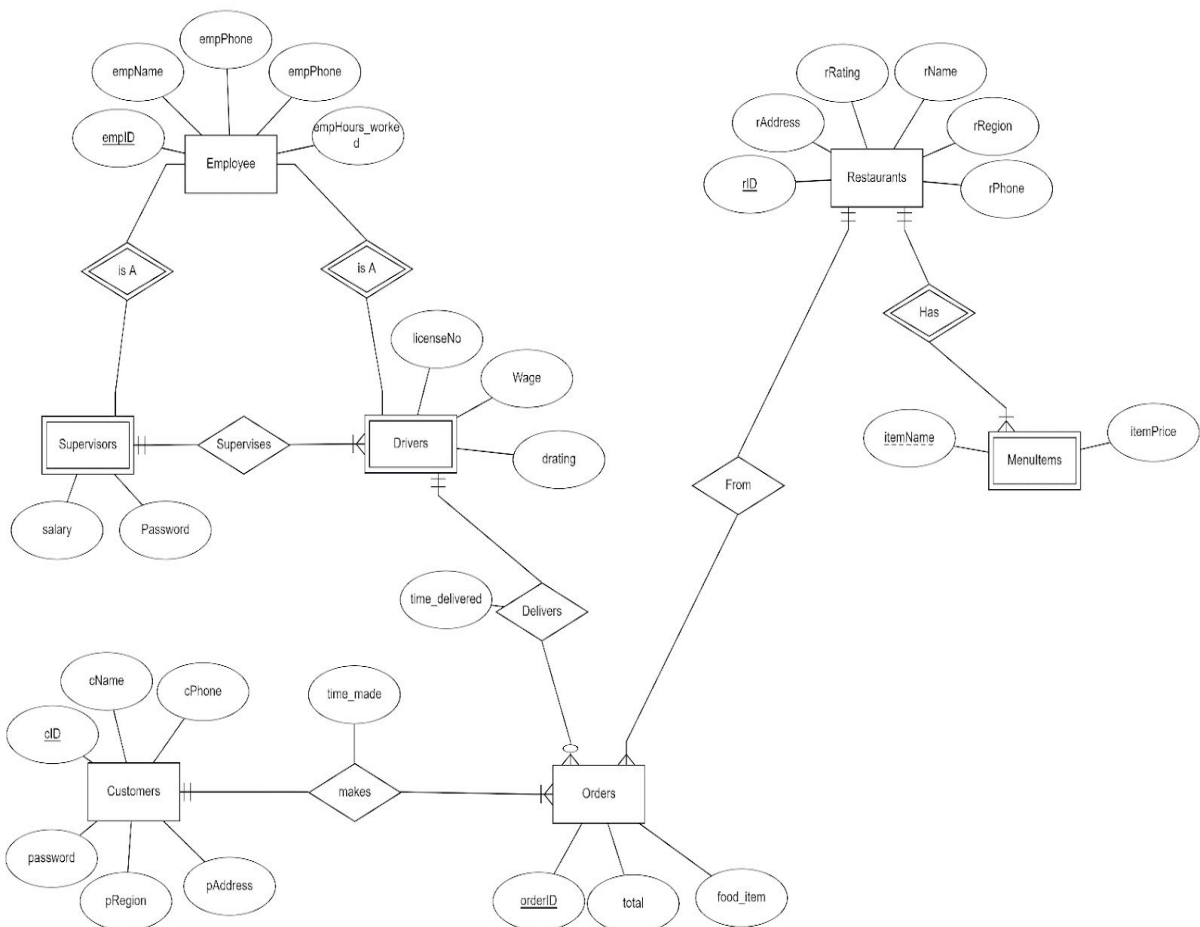 empPhone
empName
empPhone
empID
empHours_worke
d
Employee
is A
is A
licenseNo
Wage
Supervisors
Supervises
Drivers
drating
salary
Password
time_delivered
Delivers
rRating
rName
rAddress
rRegion
rID
Restaurants
rPhone
Has
itemName
MenuItems
itemPrice
From
cName
cPhone
time_made
cID
Customers
makes
Orders
password
pRegion
pAddress
orderID
total
food_item